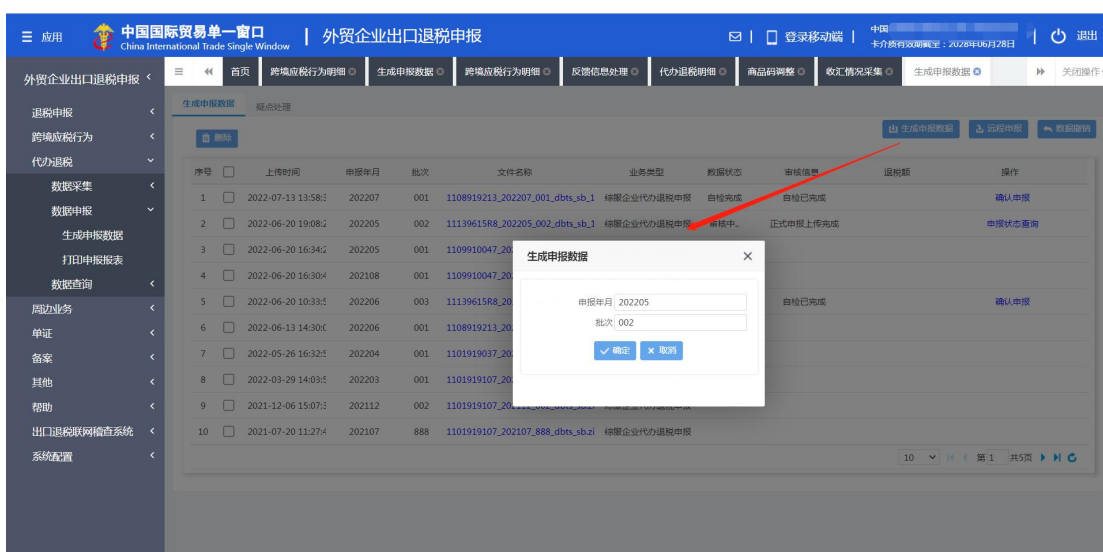 应用 中国国际贸易单一窗口 外贸企业出口退税申报 登录移动端 中国 退出
China International Trade Single Window 卡介质有效期截至：2028年06月28日
外贸企业出口退税申报 首页 跨境应税行为明细 生成申报数据 跨境应税行为明细 反馈信息处理 代办退税明细 商品码调整 收汇情况采集 生成申报数据 关闭操作
退税申报
跨境应税行为
代办退税
数据采集
数据申报
生成申报数据
打印申报报表
数据查询
周边业务
单证
备案
其他
帮助
出口退税联网稽查系统
系统配置
生成申报数据 疑点处理
删除 生成申报数据 远程申报 数据撤销
序号 上传时间 申报年月 批次 文件名称 业务类型 数据状态 审核信息 退税额 操作
1 2022-07-13 13:58:5 202207 001 1108919213_202207_001_dbts_sb_1 综服企业代办退税申报 自检完成 自检已完成 确认申报
2 2022-06-20 19:08:2 202205 002 11139615R8_202205_002_dbts_sb_1 综服企业代办退税申报 审核中 正式申报上传完成 申报状态查询
3 2022-06-20 16:34:2 202205 001 1109910047_20
4 2022-06-20 16:30:4 202108 001 1109910047_20
5 2022-06-20 10:33:5 202206 003 11139615R8_20 自检已完成 确认申报
6 2022-06-13 14:30:0 202206 001 1108919213_20
7 2022-05-26 16:32:5 202204 001 1101919037_20
8 2022-03-29 14:03:5 202203 001 1101919107_20
9 2021-12-06 15:07:3 202112 002 1101919107_202112_002_dbts_sb.zi 综服企业代办退税申报
10 2021-07-20 11:27:4 202107 888 1101919107_202107_888_dbts_sb.zi 综服企业代办退税申报
10 第 1 共5页
生成申报数据
申报年月 202205
批次 002
确定 取消